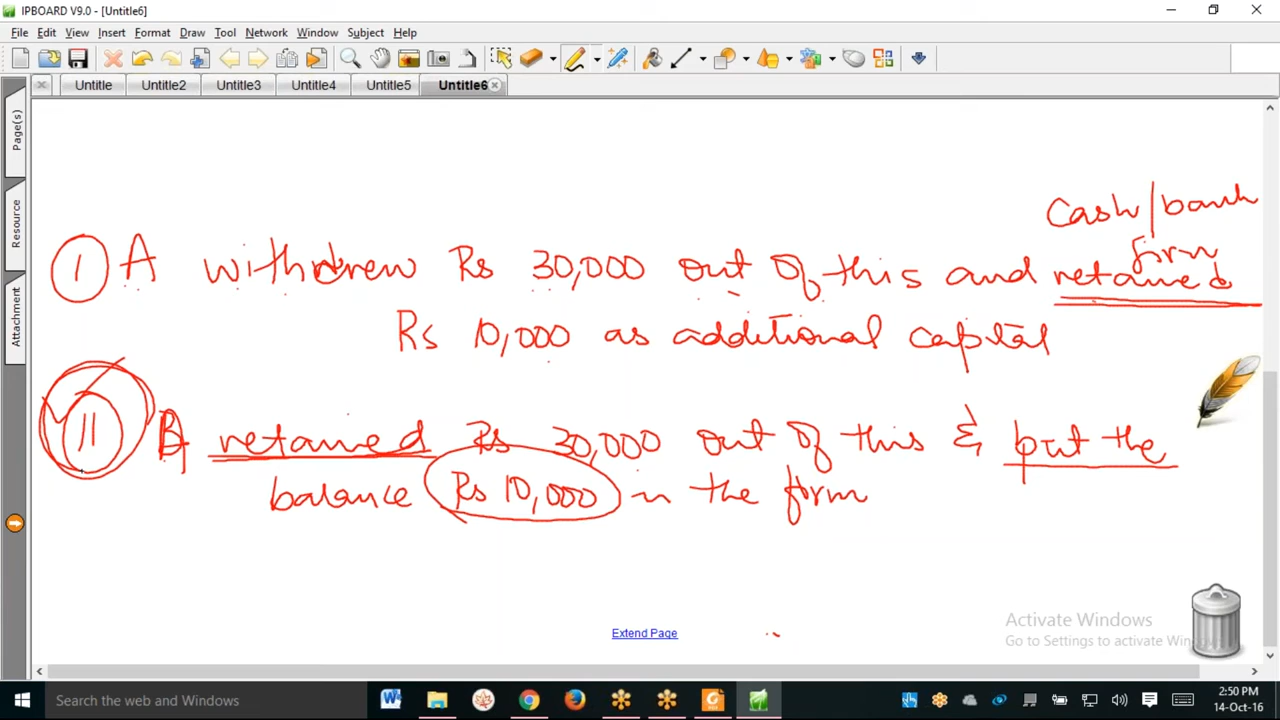 IPBOARD V9.0 - [Untitle6]
File Edit View Insert Format Draw Tool Network Window Subject Help
Untitle Untitle2 Untitle3 Untitle4 Untitle5 Untitle6
Page(s)
Resource
Attachment
Cash/bank
firm
I A withdrew Rs 30,000 out of this and retained
Rs 10,000 as additional capital
II B retained Rs 30,000 out of this & put the
balance Rs 10,000 in the firm
Extend Page
Activate Windows
Go to Settings to activate Windows
Search the web and Windows
2:50 PM
14-Oct-16